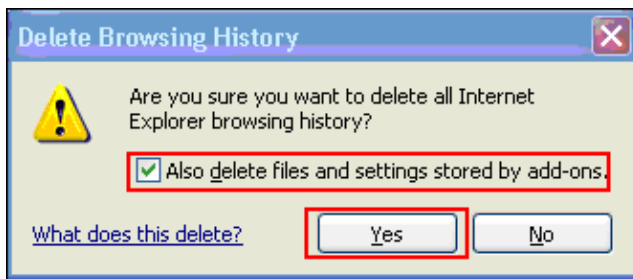 Delete Browsing History
Are you sure you want to delete all Internet
Explorer browsing history?
Also delete files and settings stored by add-ons.
What does this delete?
Yes
No